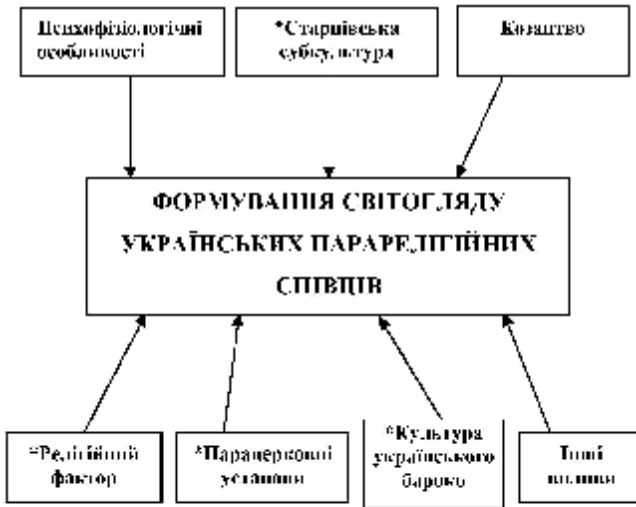 Психофізіологічні
особливості
*Старцівська
субкультура
Козацтво
ФОРМУВАННЯ СВІТОГЛЯДУ
УКРАЇНСЬКИХ ПАРАРЕЛІГІЙНИХ
СПІВЦІВ
*Релігійний
фактор
*Парацерковні
установи
*Культура
українського
бароко
Інші
впливи